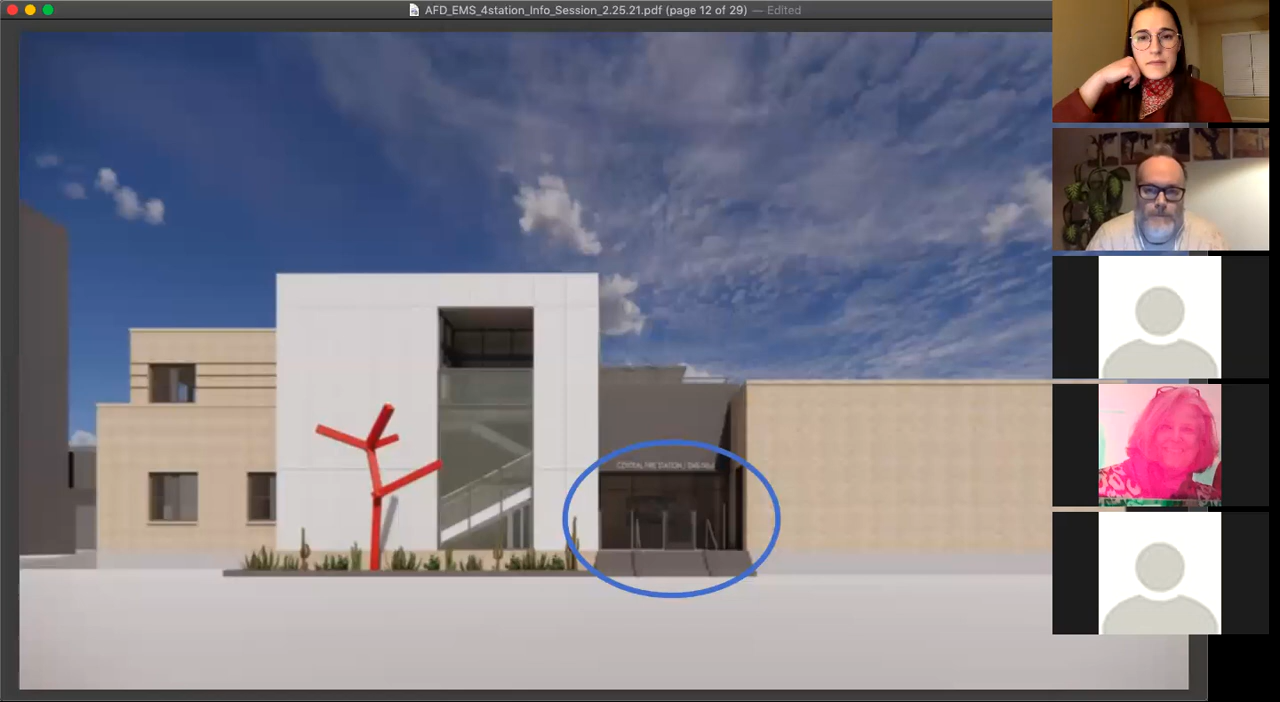 AFD_EMS_4station_Info_Session_2.25.21.pdf (page 12 of 29) — Edited
CENTRAL FIRE STATION /